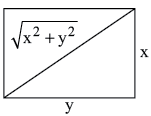 √x² + y²
x
y